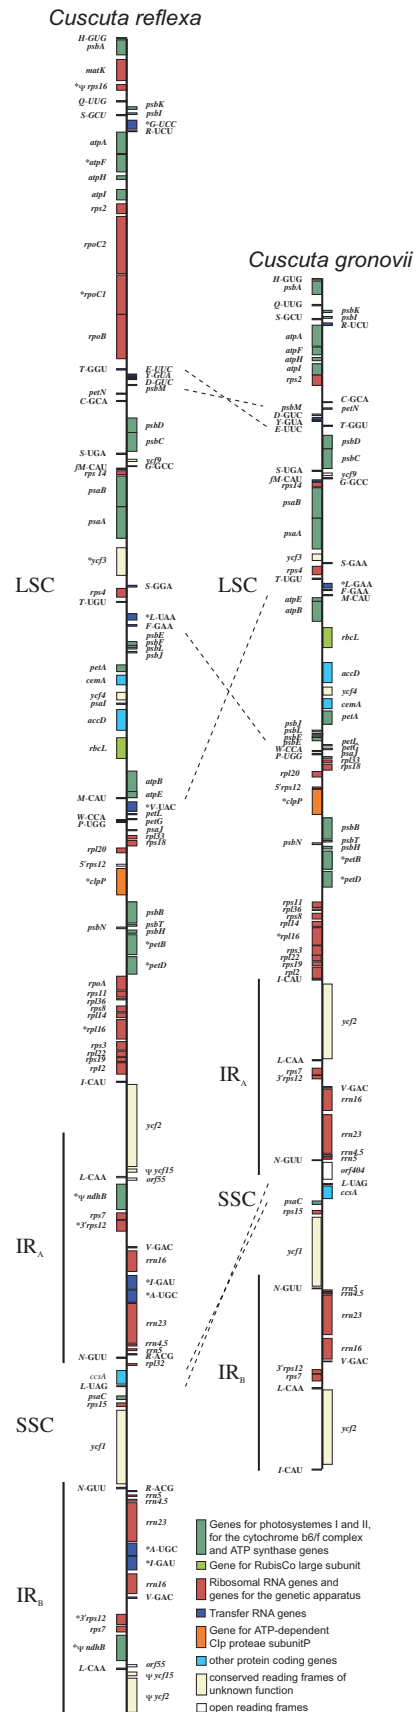 Cuscuta reflexa
H-GUG
psbA
matK
*Ψ rps16
Q-UUG
psbK
psbI
S-GCU
*G-UCC
R-UCU
atpA
*atpF
atpH
atpI
rps2
rpoC2
*rpoC1
rpoB
T-GGU
E-UUC
Y-GUA
D-GUC
psbM
petN
C-GCA
psbD
psbC
S-UGA
ycf9
fM-CAU
G-GCC
rps 14
psaB
psaA
*ycf3
LSC
S-GGA
rps4
T-UGU
*L-UAA
F-GAA
psbE
psbF
psbL
psbJ
petA
cemA
ycf4
psaI
accD
rbcL
atpB
atpE
M-CAU
*V-UAC
petL
W-CCA
petG
P-UGG
psaJ
rpl33
rps18
rpl20
5'rps12
*clpP
psbB
psbT
psbN
psbH
*petB
*petD
rpoA
rps11
rpl36
rps8
rpl14
*rpl16
rps3
rpl22
rps19
rpl2
I-CAU
ycf2
Ψ ycf15
L-CAA
orf55
*Ψ ndhB
rps7
*3'rps12
IRA
V-GAC
rrn16
*I-GAU
*A-UGC
rrn23
rrn4.5
rrn5
R-ACG
N-GUU
rpl32
ccsA
L-UAG
psaC
rps15
SSC
ycf1
N-GUU
R-ACG
rrn5
rrn4.5
rrn23
*A-UGC
*I-GAU
rrn16
V-GAC
IRB
*3'rps12
rps7
*Ψ ndhB
orf55
L-CAA
Ψ ycf15
Ψ ycf2
Cuscuta gronovii
H-GUG
psbA
Q-UUG
psbK
psbI
S-GCU
R-UCU
atpA
atpF
atpH
atpI
rps2
C-GCA
psbM
petN
D-GUC
Y-GUA
E-UUC
T-GGU
psbD
psbC
S-UGA
ycf9
fM-CAU
G-GCC
rps14
psaB
psaA
ycf3
S-GAA
rps4
LSC
T-UGU
*L-GAA
F-GAA
M-CAU
atpE
atpB
rbcL
accD
ycf4
cemA
petA
psbJ
psbL
psbE
psbE
petL
petG
W-CCA
psaJ
P-UGG
rpl33
rps18
rpl20
5'rps12
*clpP
psbB
psbT
psbN
psbH
*petB
*petD
rps11
rpl36
rps8
rpl14
*rpl16
rps3
rpl22
rps19
rpl2
I-CAU
ycf2
IRA
L-CAA
rps7
3'rps12
V-GAC
rrn16
rrn23
rrn4.5
rrn5
N-GUU
orf404
L-UAG
ccsA
SSC
psaC
rps15
ycf1
N-GUU
rrn5
rrn4.5
rrn23
rrn16
V-GAC
IRB
3'rps12
rps7
L-CAA
ycf2
I-CAU
Genes for photosystemes I and II,
for the cytochrome b6/f complex
and ATP synthase genes
Gene for RubisCo large subunit
Ribosomal RNA genes and
genes for the genetic apparatus
Transfer RNA genes
Gene for ATP-dependent
Clp proteae subunitP
other protein coding genes
conserved reading frames of
unknown function
open reading frames